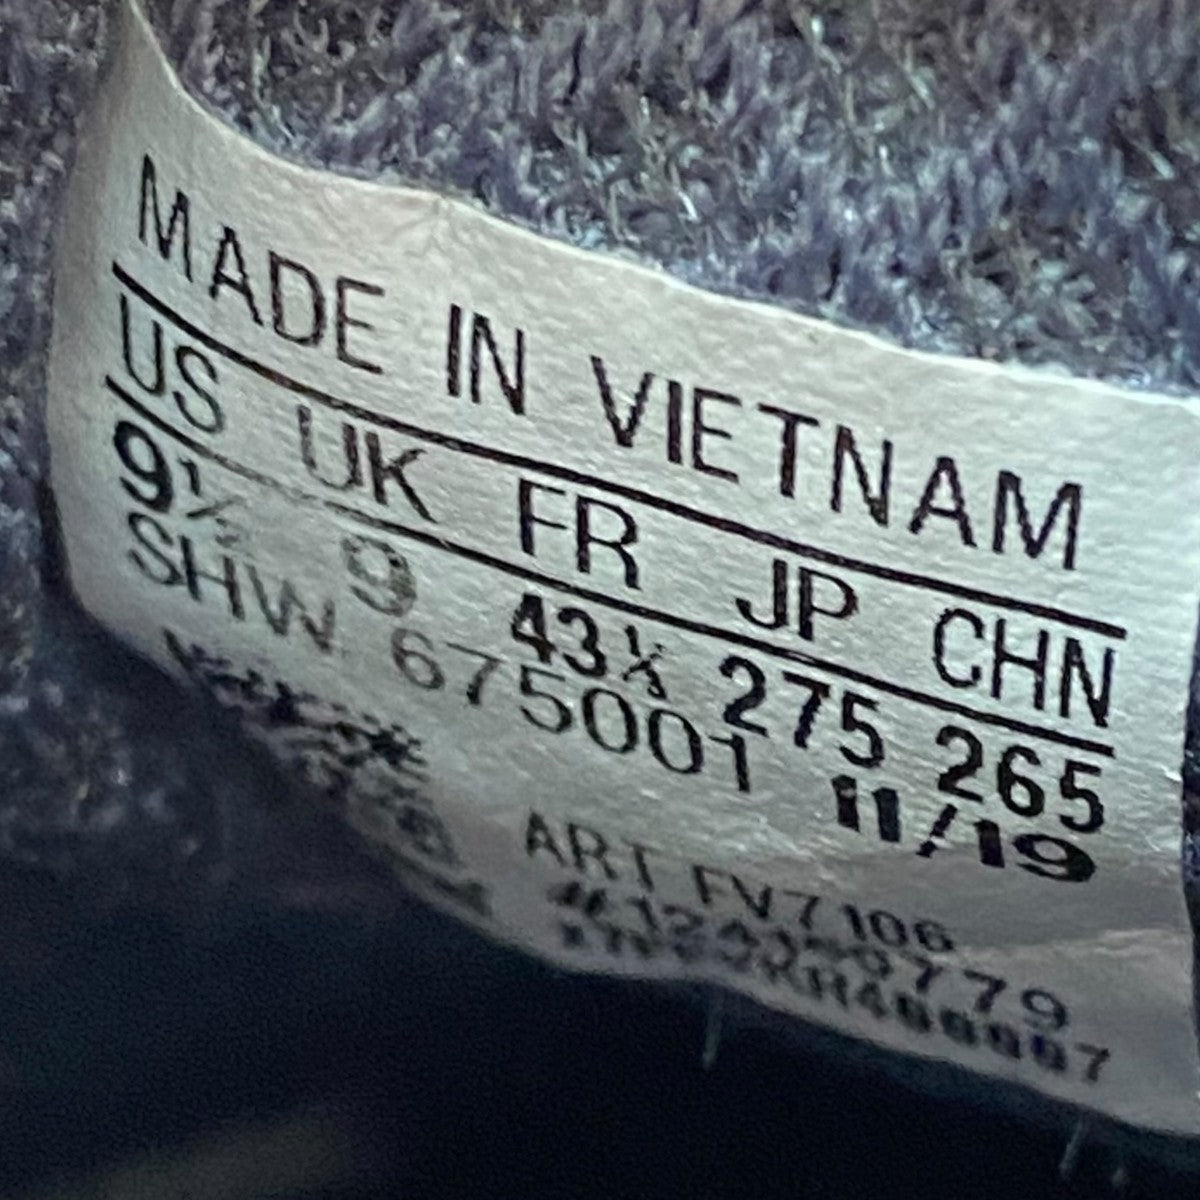 MADE IN VIETNAM
US UK FR JP CHN
9½ 9 43⅓ 275 265
SHW 675001 11/19
ART FV7106